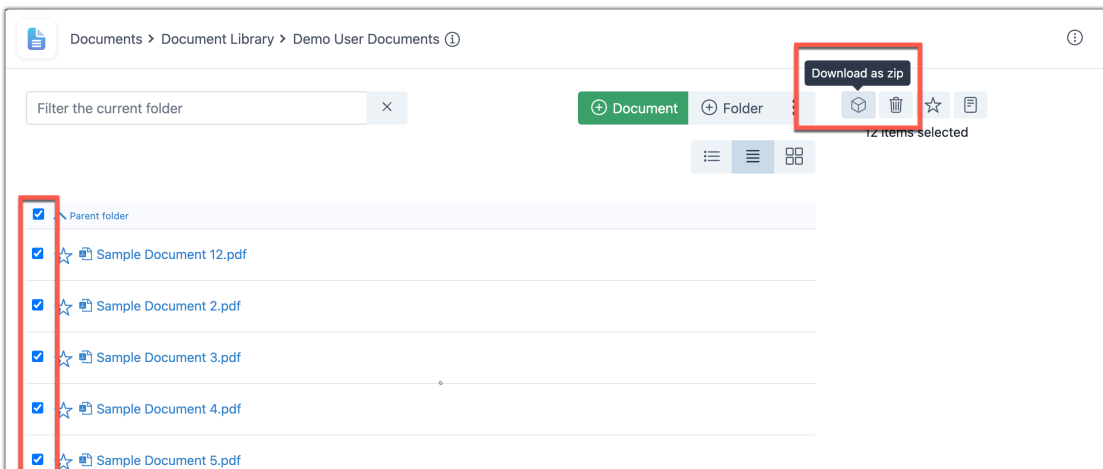 Documents > Document Library > Demo User Documents
Download as zip
Filter the current folder
Document
Folder
12 items selected
Parent folder
Sample Document 12.pdf
Sample Document 2.pdf
Sample Document 3.pdf
Sample Document 4.pdf
Sample Document 5.pdf